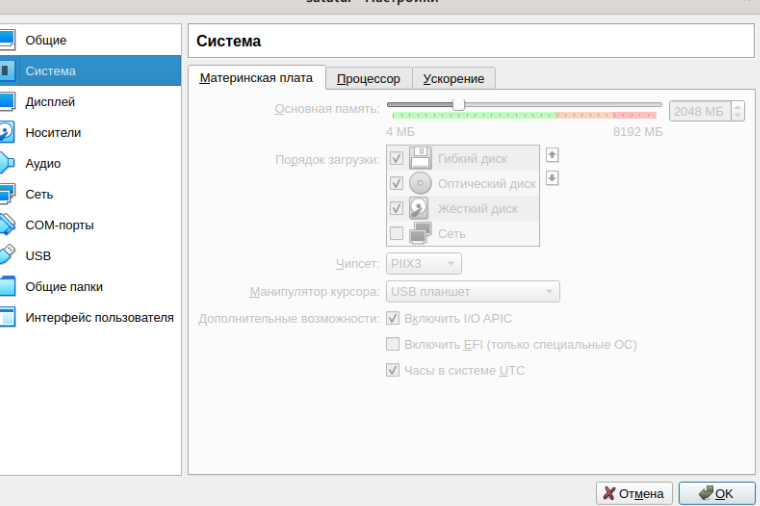 Общие
Система
Дисплей
Носители
Аудио
Сеть
COM-порты
USB
Общие папки
Интерфейс пользователя
Система
Материнская плата Процессор Ускорение
Основная память: 2048 МБ
4 МБ 8192 МБ
Порядок загрузки: Гибкий диск
Оптический диск
Жёсткий диск
Сеть
Чипсет: PIIX3
Манипулятор курсора: USB планшет
Дополнительные возможности: Включить I/O APIC
Включить EFI (только специальные ОС)
Часы в системе UTC
Отмена OK